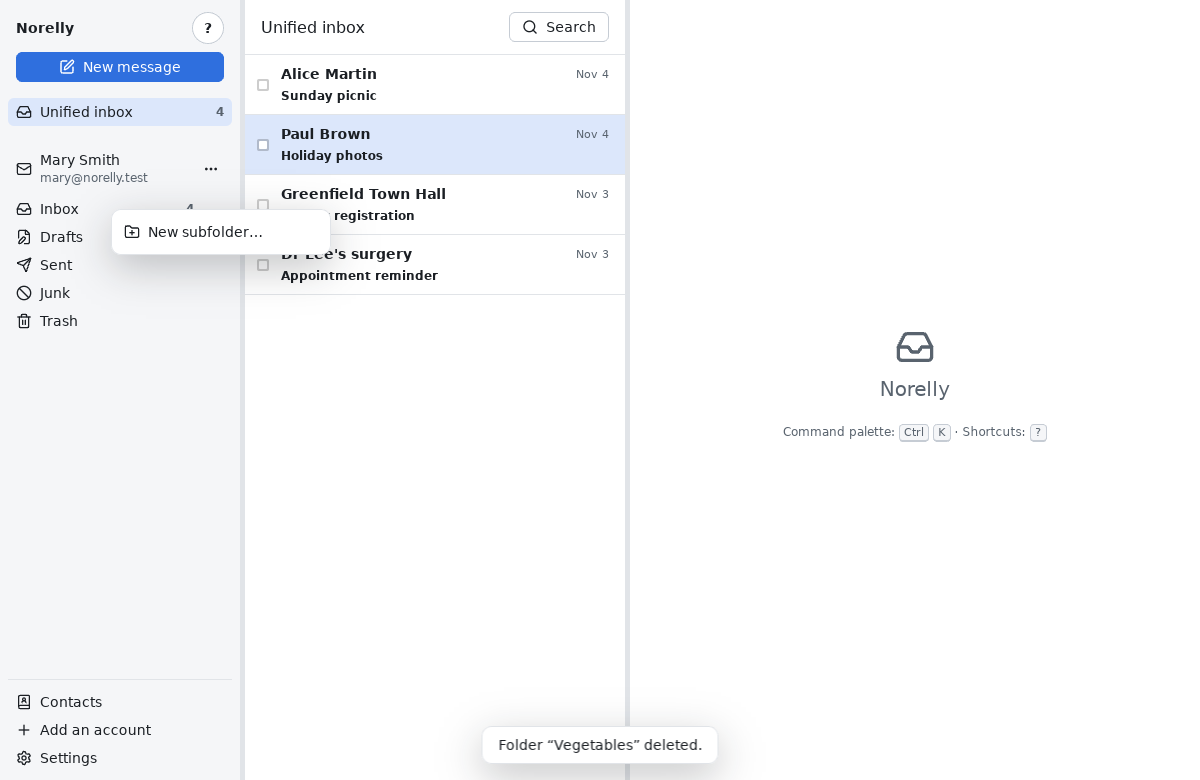 Norelly
?
New message
Unified inbox
4
Mary Smith
mary@norelly.test
Inbox
Drafts
Sent
Junk
Trash
New subfolder…
Contacts
Add an account
Settings
Unified inbox
Search
Alice Martin
Nov 4
Sunday picnic
Paul Brown
Nov 4
Holiday photos
Greenfield Town Hall
Nov 3
registration
Dr Lee's surgery
Nov 3
Appointment reminder
Norelly
Command palette: Ctrl K · Shortcuts: ?
Folder “Vegetables” deleted.